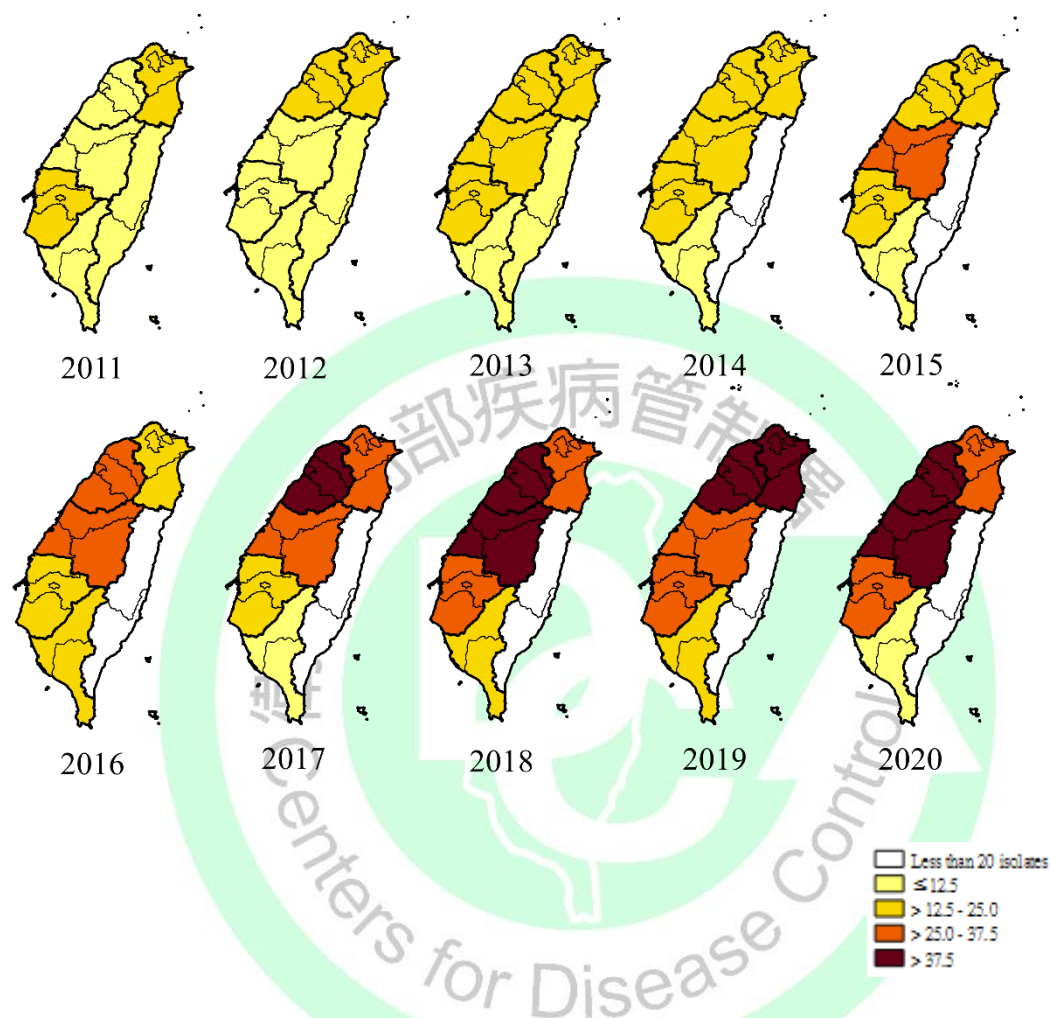 2011
2012
2013
2014
2015
部疾病管制署
2016
2017
2018
2019
2020
Centers for Disease Control
Less than 20 isolates
≤ 12.5
> 12.5 - 25.0
> 25.0 - 37.5
> 37.5